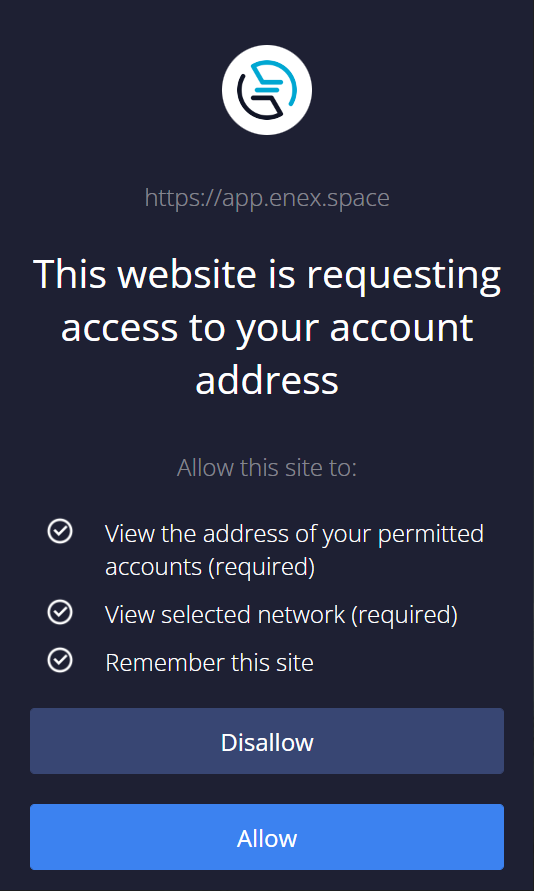 https://app.enex.space
This website is requesting
access to your account
address
Allow this site to:
View the address of your permitted
accounts (required)
View selected network (required)
Remember this site
Disallow
Allow